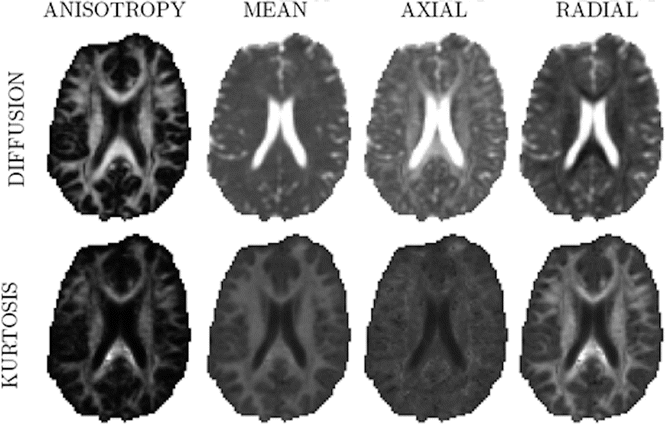 ANISOTROPY MEAN AXIAL RADIAL
DIFFUSION
KURTOSIS